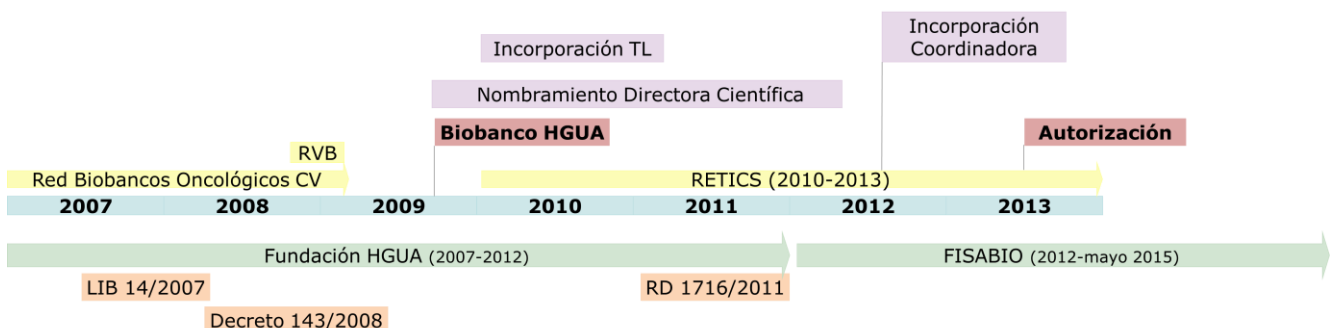 Incorporación TL
Incorporación
Coordinadora
Nombramiento Directora Científica
Biobanco HGUA
Autorización
RVB
Red Biobancos Oncológicos CV
RETICS (2010-2013)
2007 2008 2009 2010 2011 2012 2013
Fundación HGUA (2007-2012)
FISABIO (2012-mayo 2015)
LIB 14/2007
RD 1716/2011
Decreto 143/2008